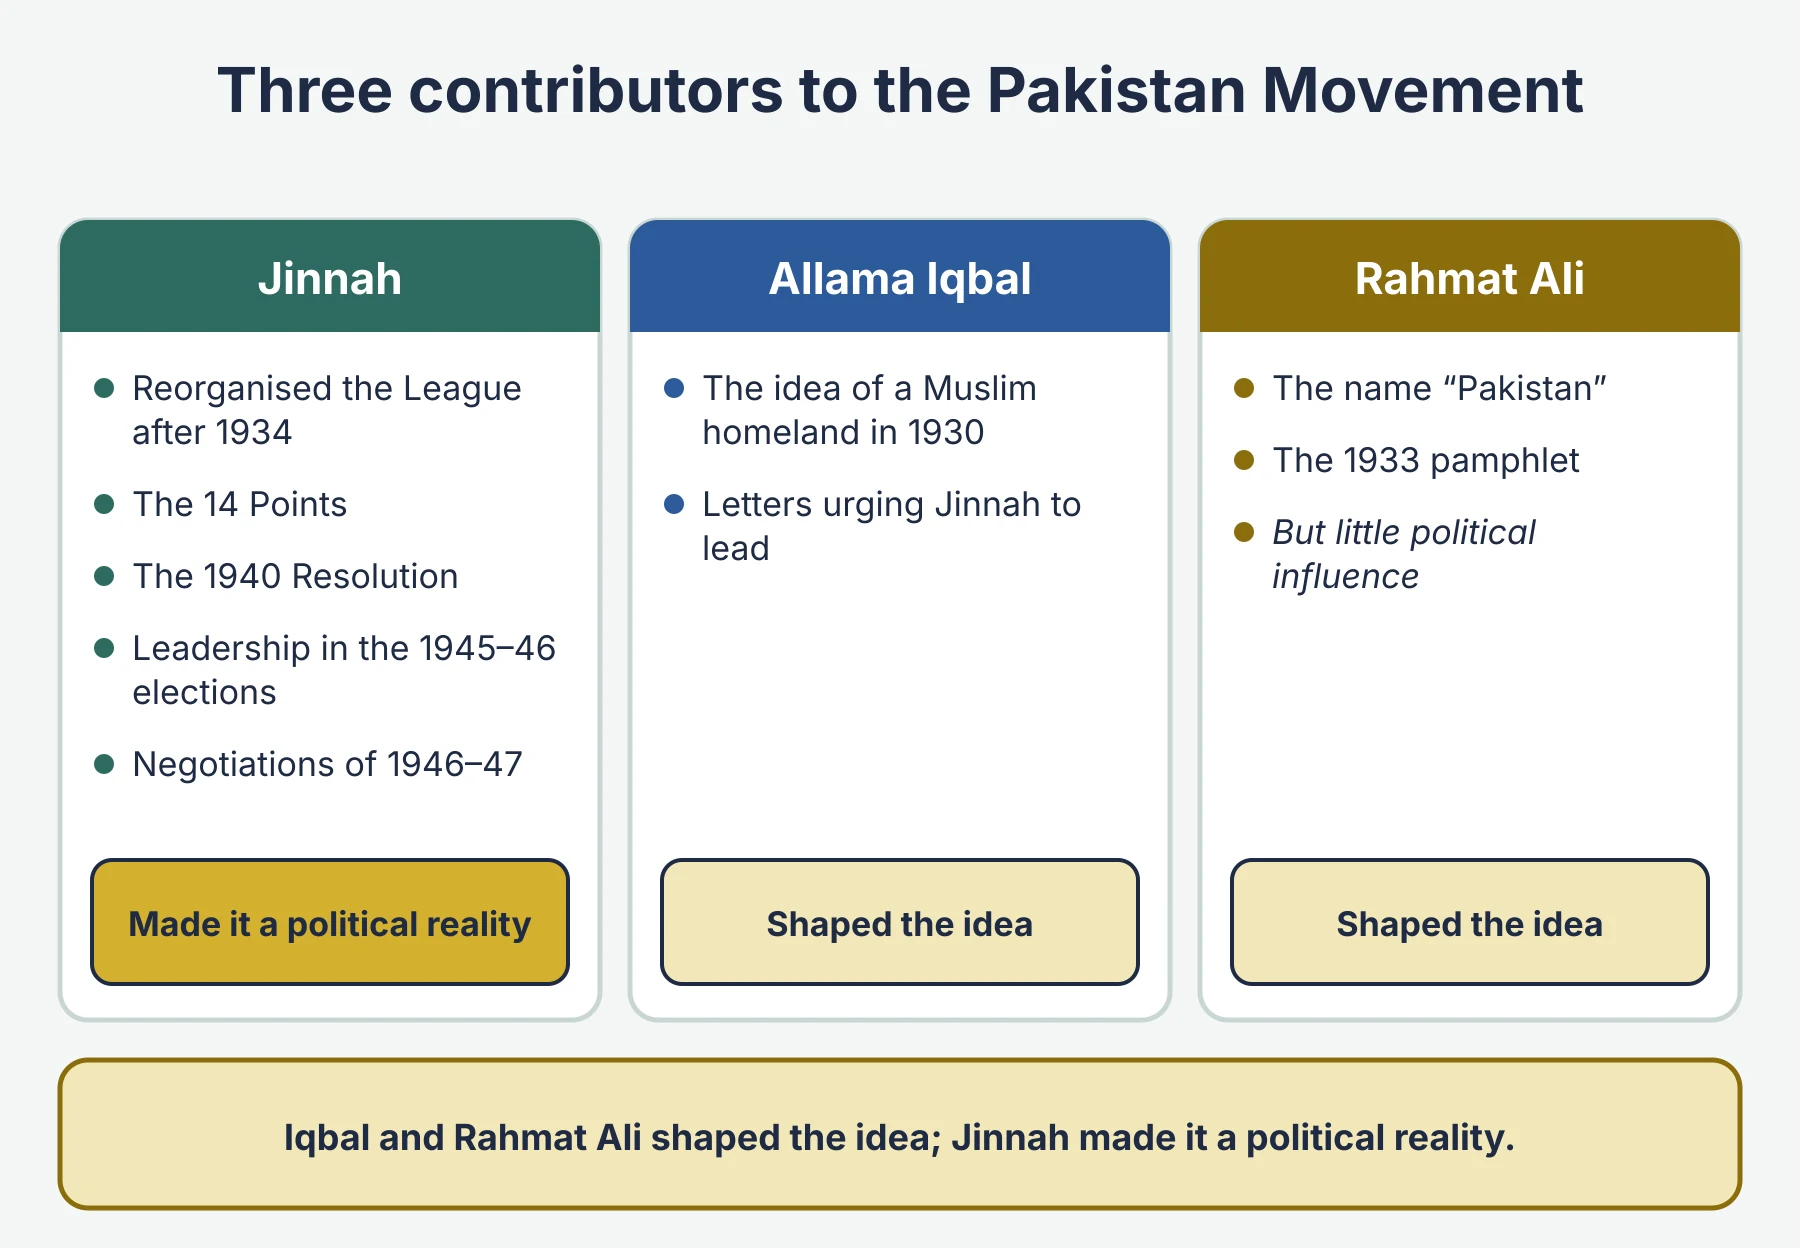 Three contributors to the Pakistan Movement
Jinnah
Reorganised the League
after 1934
The 14 Points
The 1940 Resolution
Leadership in the 1945–46
elections
Negotiations of 1946–47
Made it a political reality
Allama Iqbal
The idea of a Muslim
homeland in 1930
Letters urging Jinnah to
lead
Shaped the idea
Rahmat Ali
The name “Pakistan”
The 1933 pamphlet
But little political
influence
Shaped the idea
Iqbal and Rahmat Ali shaped the idea; Jinnah made it a political reality.